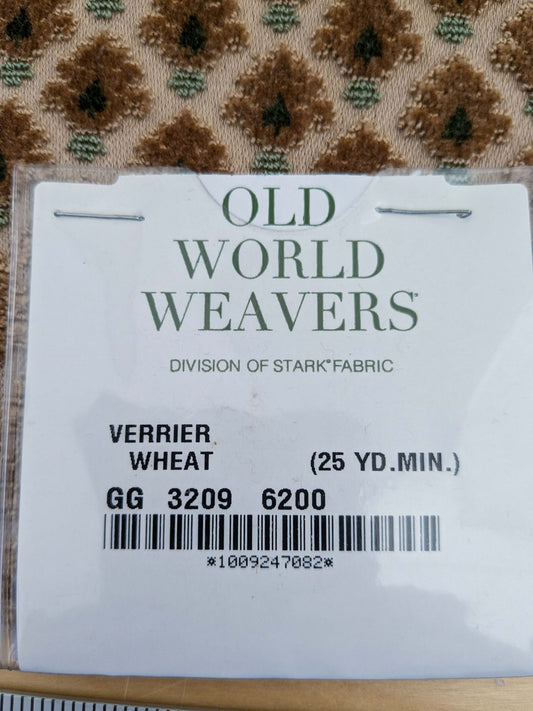 OLD
WORLD
WEAVERS®
DIVISION OF STARK® FABRIC
VERRIER
WHEAT (25 YD.MIN.)
GG 3209 6200
*1009247082*